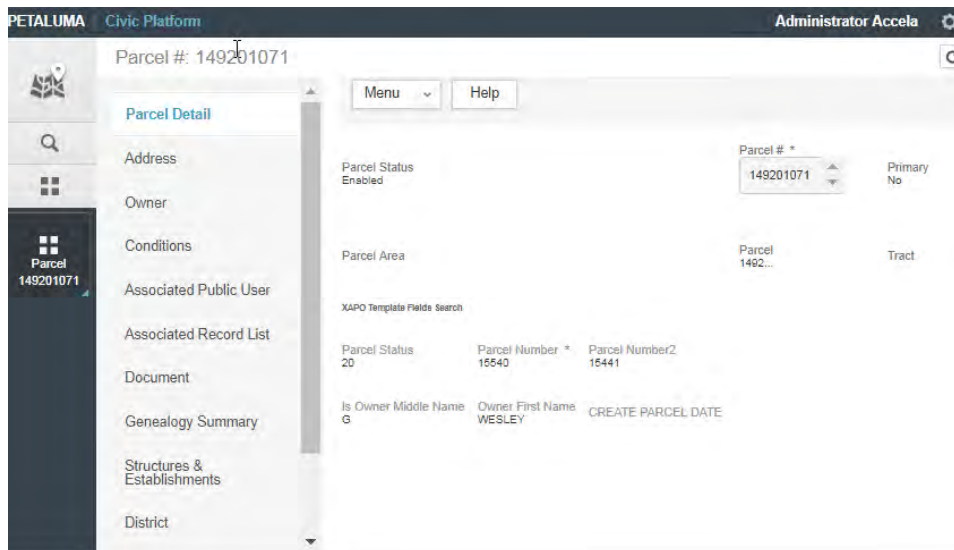 PETALUMA Civic Platform Administrator Accela
Parcel #: 149201071
Menu Help
Parcel Detail
Address
Owner
Conditions
Associated Public User
Associated Record List
Document
Genealogy Summary
Structures &
Establishments
District
Parcel
149201071
Parcel Status
Enabled
Parcel # *
149201071
Primary
No
Parcel Area
Parcel
1492...
Tract
XAPO Template Fields Search
Parcel Status
20
Parcel Number *
15540
Parcel Number2
15441
Is Owner Middle Name
G
Owner First Name
WESLEY
CREATE PARCEL DATE